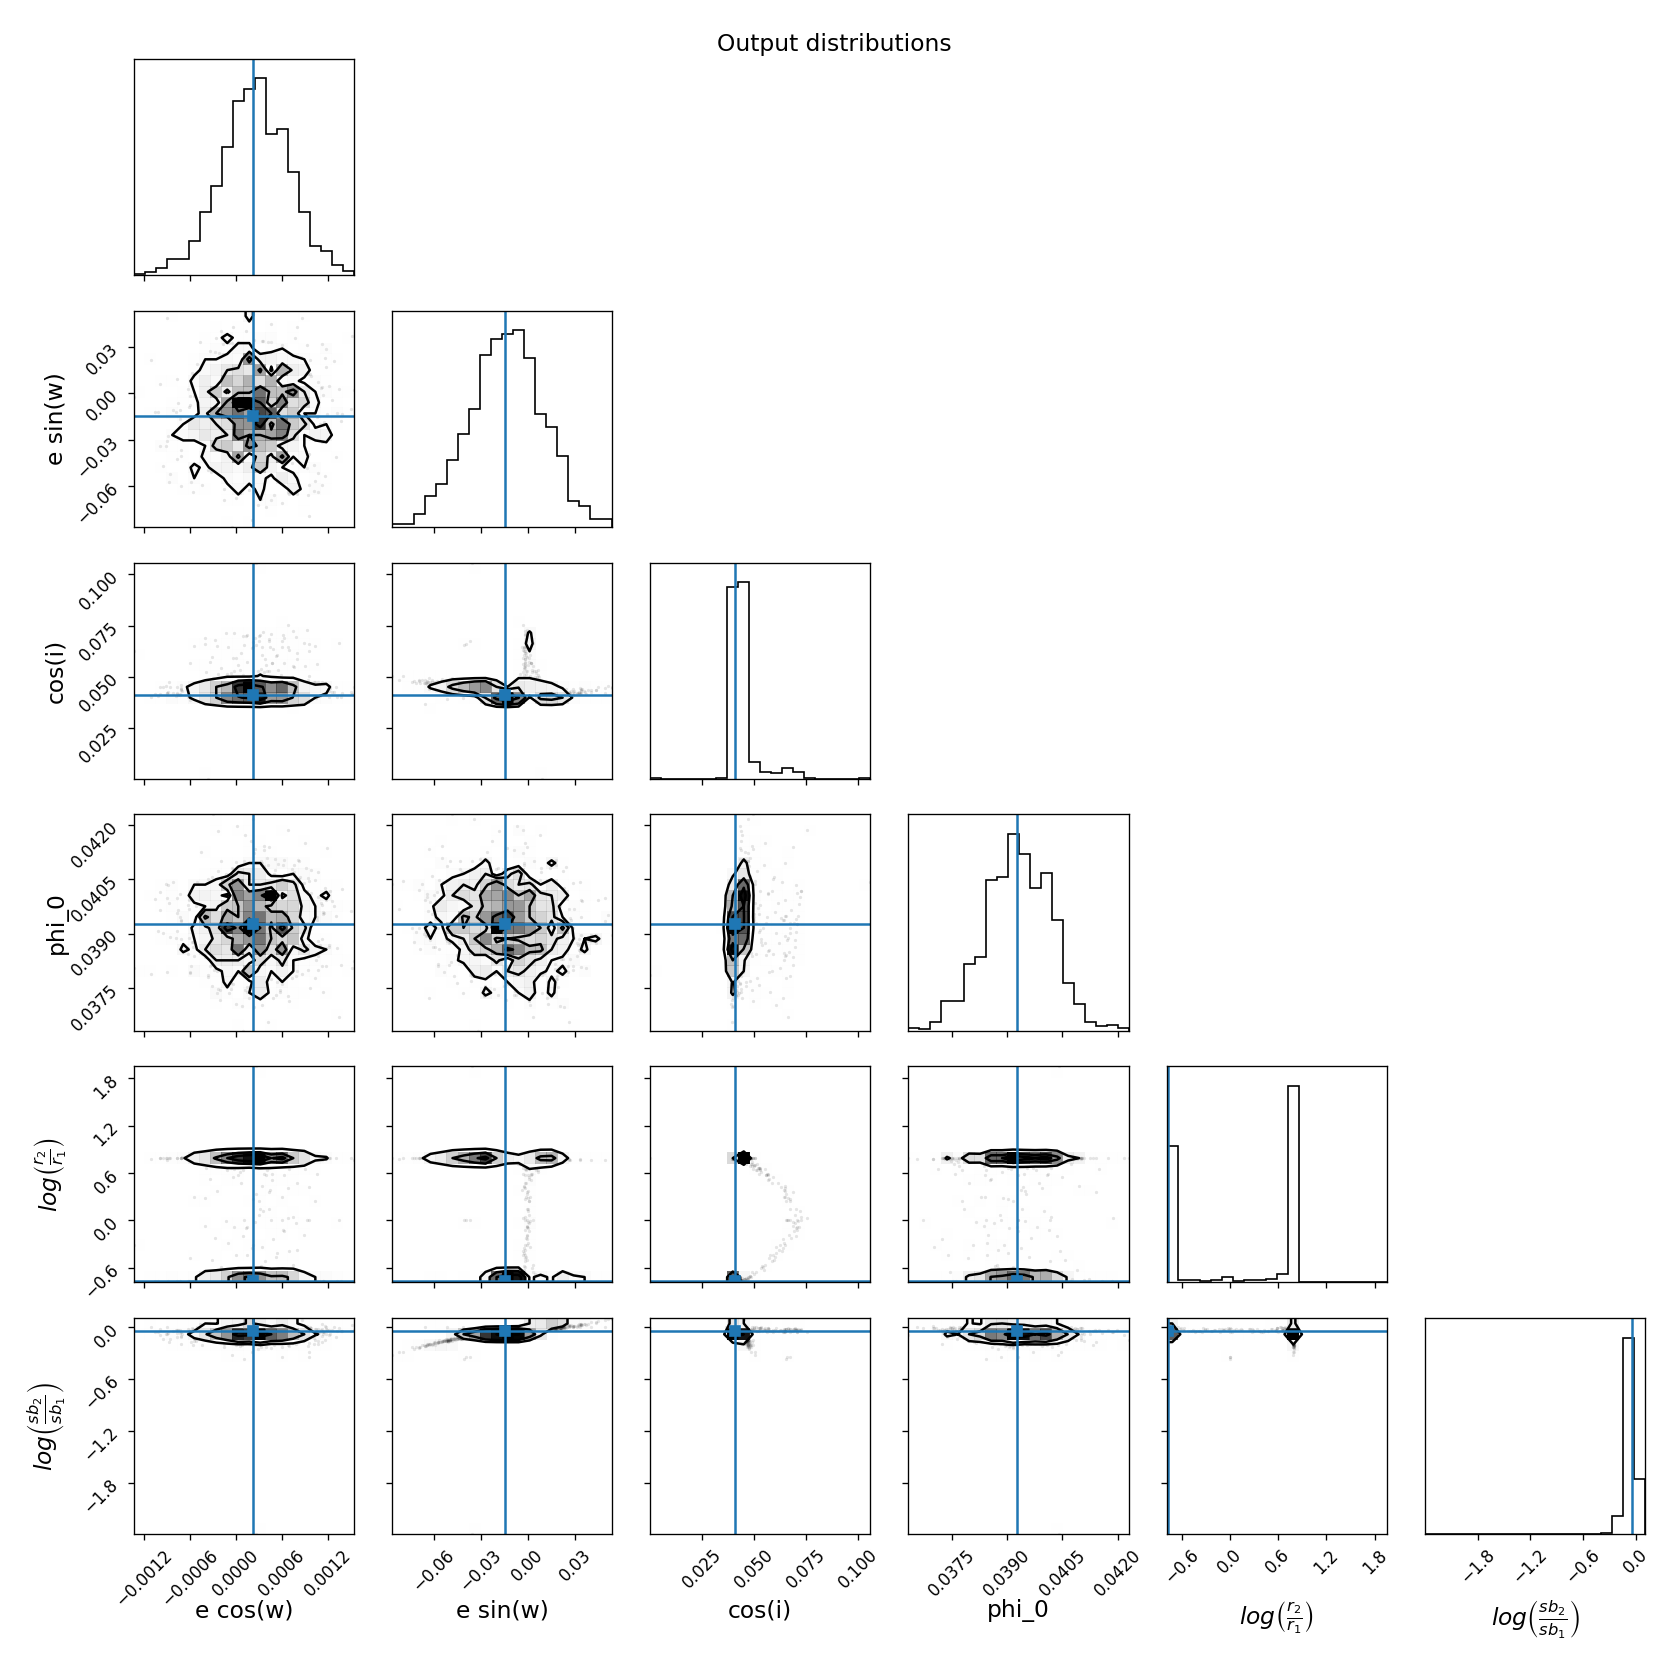 Output distributions
e sin(w)
0.03
0.00
−0.03
−0.06
cos(i)
0.100
0.075
0.050
0.025
phi_0
0.0420
0.0405
0.0390
0.0375
log(r₂/r₁)
1.8
1.2
0.6
0.0
−0.6
log(sb₂/sb₁)
0.0
−0.6
−1.2
−1.8
−0.0012 −0.0006 0.0000 0.0006 0.0012
e cos(w)
−0.06 −0.03 0.00 0.03
e sin(w)
0.025 0.050 0.075 0.100
cos(i)
0.0375 0.0390 0.0405 0.0420
phi_0
−0.6 0.0 0.6 1.2 1.8
log(r₂/r₁)
−1.8 −1.2 −0.6 0.0
log(sb₂/sb₁)